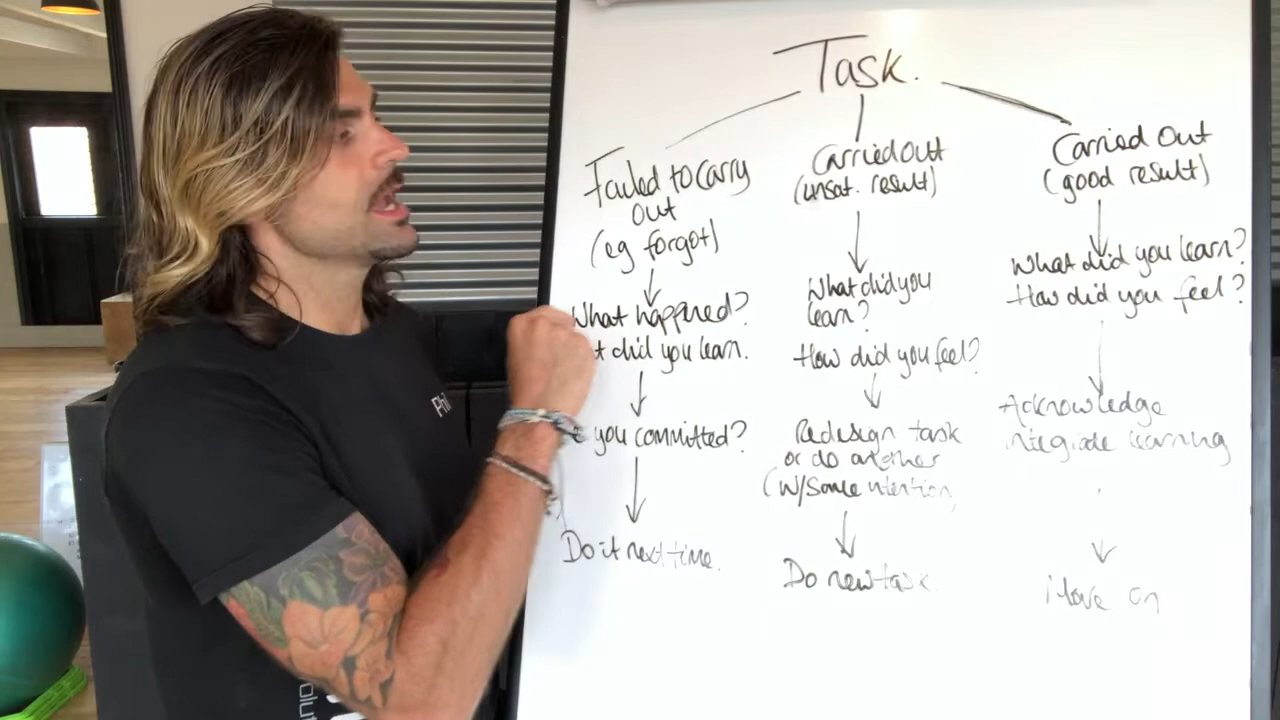 Task.
Failed to carry
out
(eg forgot)
What happened?
t did you learn.
you committed?
Do it next time.
Carried out
(unsat. result)
What did you
learn?
How did you feel?
Redesign task
or do another
(w/same intention)
Do new task
Carried Out
(good result)
What did you learn?
How did you feel?
Acknowledge
integrate learning
Move on
Phi
olut